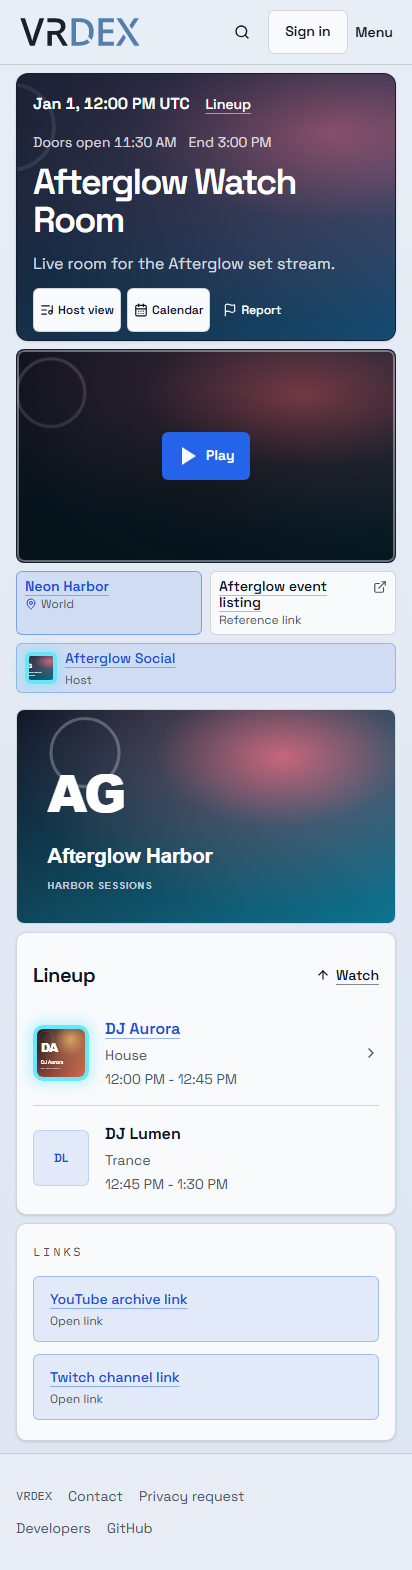 VRDEX
Sign in
Menu
Jan 1, 12:00 PM UTC Lineup
Doors open 11:30 AM End 3:00 PM
Afterglow Watch
Room
Live room for the Afterglow set stream.
Host view
Calendar
Report
Play
Neon Harbor
World
Afterglow event
listing
Reference link
Afterglow Social
Host
AG
Afterglow Harbor
HARBOR SESSIONS
Lineup
Watch
DA
DJ Aurora
DJ Aurora
House
12:00 PM - 12:45 PM
DL
DJ Lumen
Trance
12:45 PM - 1:30 PM
LINKS
YouTube archive link
Open link
Twitch channel link
Open link
VRDEX Contact Privacy request
Developers GitHub